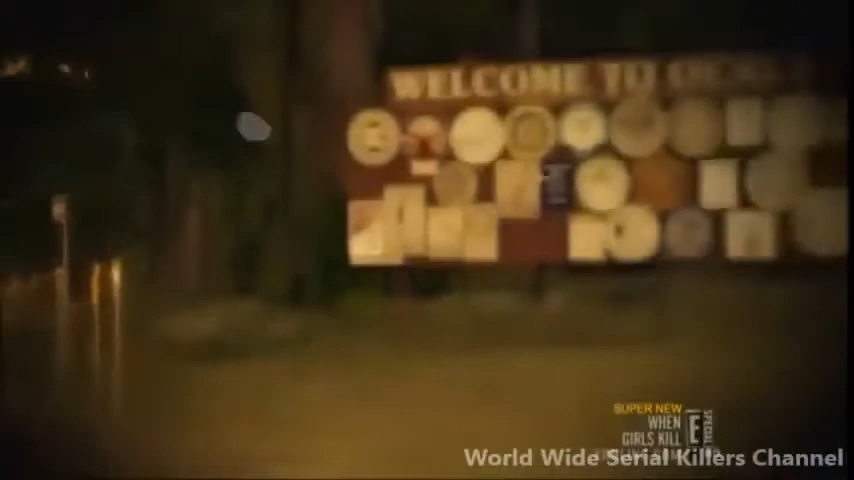 WELCOME TO
SUPER NEW
WHEN
GIRLS KILL
E
SPECIAL
World Wide Serial Killers Channel